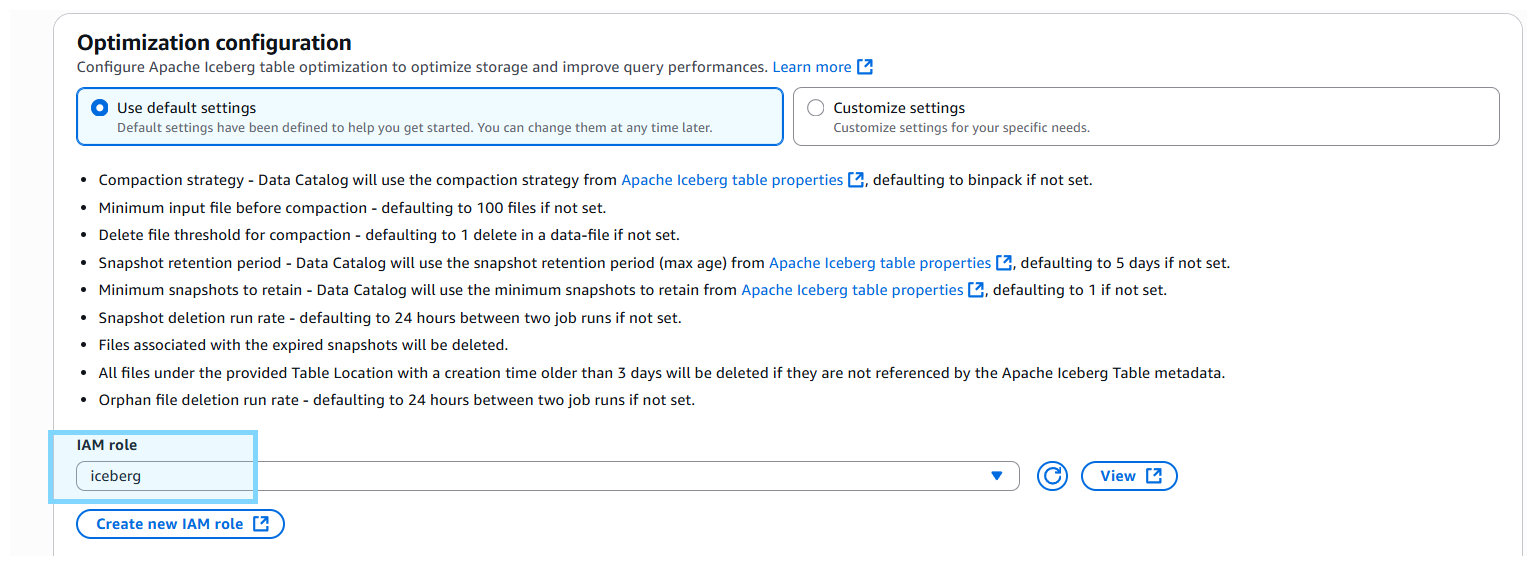 Optimization configuration
Configure Apache Iceberg table optimization to optimize storage and improve query performances. Learn more
Use default settings
Default settings have been defined to help you get started. You can change them at any time later.
Customize settings
Customize settings for your specific needs.
• Compaction strategy - Data Catalog will use the compaction strategy from Apache Iceberg table properties, defaulting to binpack if not set.
• Minimum input file before compaction - defaulting to 100 files if not set.
• Delete file threshold for compaction - defaulting to 1 delete in a data-file if not set.
• Snapshot retention period - Data Catalog will use the snapshot retention period (max age) from Apache Iceberg table properties, defaulting to 5 days if not set.
• Minimum snapshots to retain - Data Catalog will use the minimum snapshots to retain from Apache Iceberg table properties, defaulting to 1 if not set.
• Snapshot deletion run rate - defaulting to 24 hours between two job runs if not set.
• Files associated with the expired snapshots will be deleted.
• All files under the provided Table Location with a creation time older than 3 days will be deleted if they are not referenced by the Apache Iceberg Table metadata.
• Orphan file deletion run rate - defaulting to 24 hours between two job runs if not set.
IAM role
iceberg
View
Create new IAM role